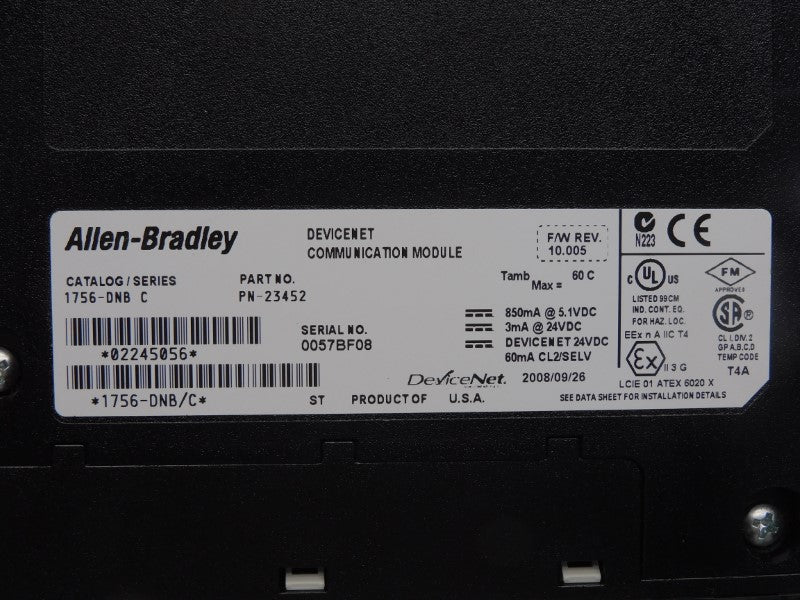 Allen-Bradley
DEVICENET
COMMUNICATION MODULE
F/W REV.
10.005
CATALOG / SERIES
1756-DNB C
PART NO.
PN-23452
Tamb
Max = 60 C
*02245056*
SERIAL NO.
0057BF08
850mA @ 5.1VDC
3mA @ 24VDC
DEVICENET 24VDC
60mA CL2/SELV
*1756-DNB/C*
DeviceNet.
2008/09/26
ST PRODUCT OF U.S.A.
N223
CE
C UL US
LISTED 99CM
IND. CONT. EQ.
FOR HAZ. LOC.
EEx n A IIC T4
Ex II 3 G
LCIE 01 ATEX 6020 X
FM
APPROVED
SA ®
CL I, DIV. 2
GP A,B,C,D
TEMP CODE
T4A
SEE DATA SHEET FOR INSTALLATION DETAILS